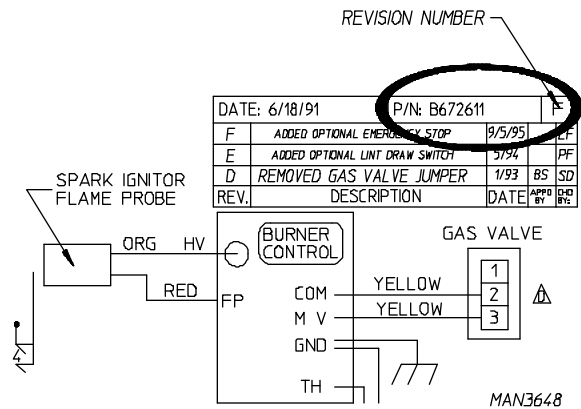 REVISION NUMBER
DATE: 6/18/91 P/N: B672611 F
F ADDED OPTIONAL EMERGENCY STOP 9/5/95
E ADDED OPTIONAL LINT DRAW SWITCH 5/94 PF
D REMOVED GAS VALVE JUMPER 1/93 BS SD
REV. DESCRIPTION DATE APP'D BY CHD BY:
SPARK IGNITOR
FLAME PROBE
BURNER
CONTROL
GAS VALVE
ORG HV
RED FP
COM YELLOW
M V YELLOW
GND
TH
1
2
3
D
MAN3648